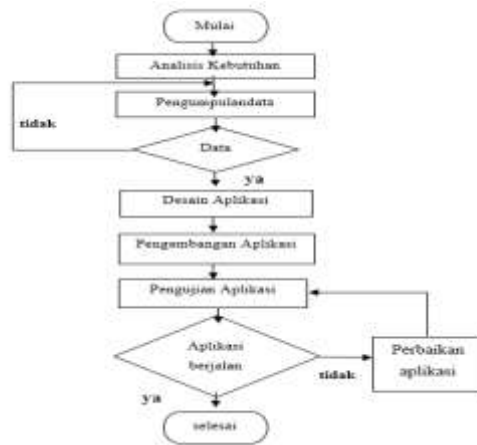 Mulai
Analisis Kebutuhan
Pengumpulandata
tidak
Data
ya
Desain Aplikasi
Pengembangan Aplikasi
Pengujian Aplikasi
Aplikasi
berjalan
tidak
Perbaikan
aplikasi
ya
selesai